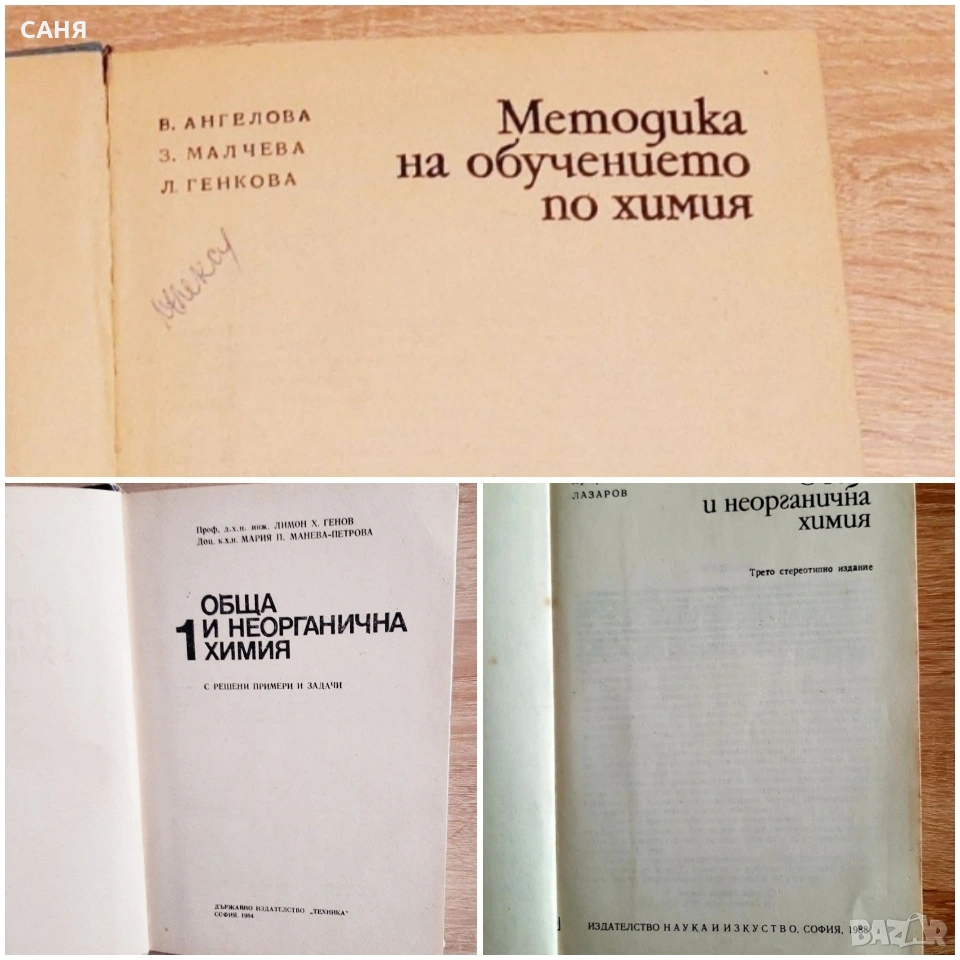 САНЯ
В. АНГЕЛОВА
З. МАЛЧЕВА
Л. ГЕНКОВА
Методика
на обучението
по химия
Проф. д.х.н. инж. ЛИМОН Х. ГЕНОВ
Доц. к.х.н. МАРИЯ П. МАНЕВА-ПЕТРОВА
ОБЩА
1 И НЕОРГАНИЧНА
ХИМИЯ
С РЕШЕНИ ПРИМЕРИ И ЗАДАЧИ
ДЪРЖАВНО ИЗДАТЕЛСТВО „ТЕХНИКА"
СОФИЯ, 1984
ЛАЗАРОВ
и неорганична
химия
Трето стереотипно издание
ИЗДАТЕЛСТВО НАУКА И ИЗКУСТВО, СОФИЯ, 1988
BAZAR